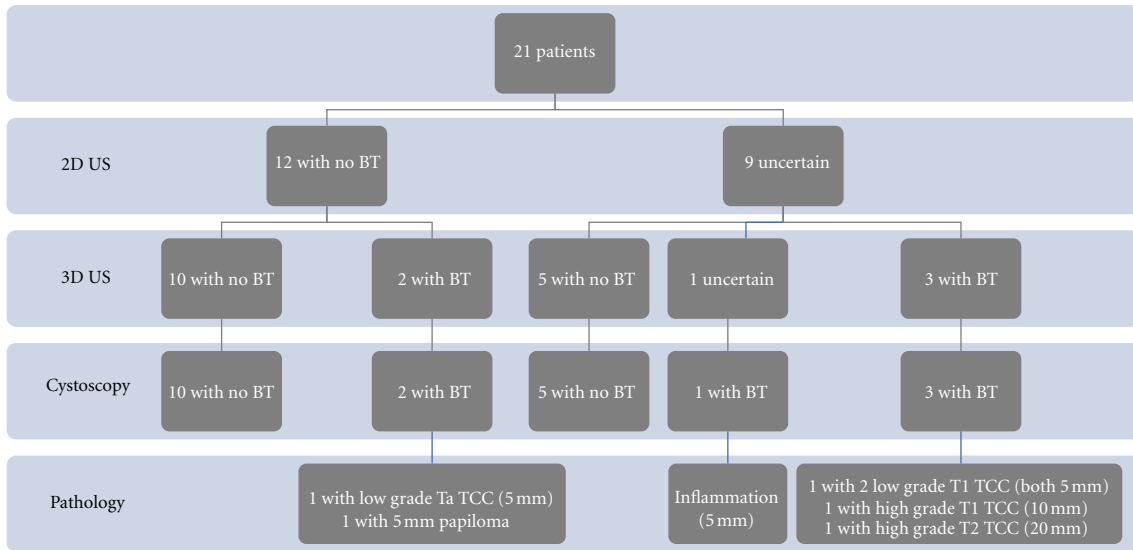 21 patients
2D US
12 with no BT
9 uncertain
3D US
10 with no BT
2 with BT
5 with no BT
1 uncertain
3 with BT
Cystoscopy
10 with no BT
2 with BT
5 with no BT
1 with BT
3 with BT
Pathology
1 with low grade Ta TCC (5 mm)
1 with 5 mm papiloma
Inflammation
(5 mm)
1 with 2 low grade T1 TCC (both 5 mm)
1 with high grade T1 TCC (10 mm)
1 with high grade T2 TCC (20 mm)